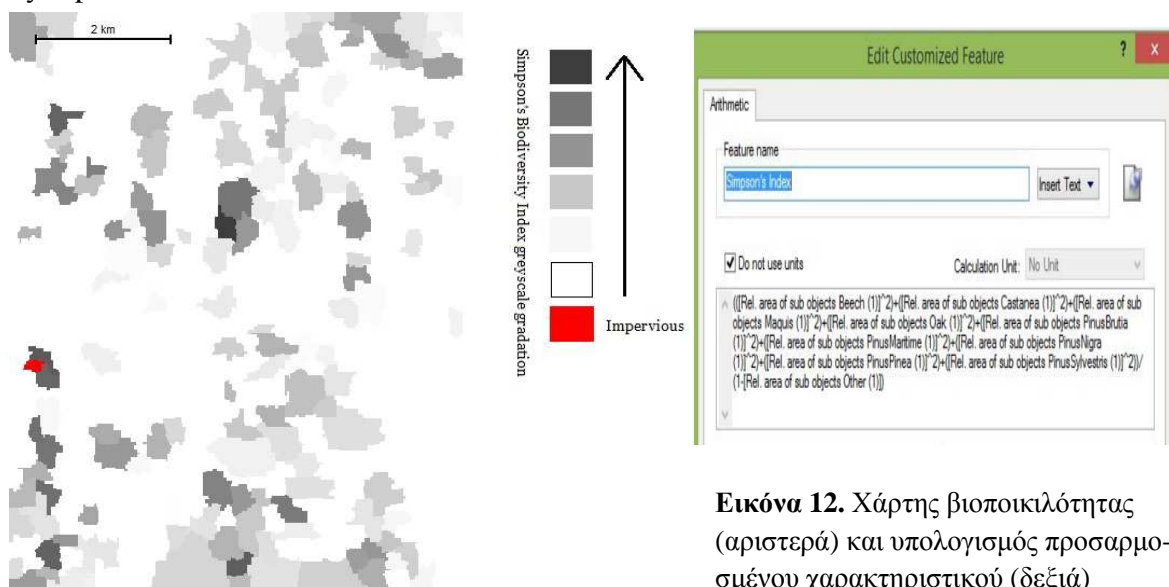 2 km
Simpson's Biodiversity Index greyscale gradation
Impervious
Edit Customized Feature
?
x
Arithmetic
Feature name
Simpson's Index
Insert Text
Do not use units
Calculation Unit:
No Unit
(([Rel. area of sub objects Beech (1)]^2)+([Rel. area of sub objects Castanea (1)]^2)+([Rel. area of sub
objects Maquis (1)]^2)+([Rel. area of sub objects Oak (1)]^2)+([Rel. area of sub objects PinusBrutia
(1)]^2)+([Rel. area of sub objects PinusMaritime (1)]^2)+([Rel. area of sub objects PinusNigra
(1)]^2)+([Rel. area of sub objects PinusPinea (1)]^2)+([Rel. area of sub objects PinusSylvestris (1)]^2))/
(1-[Rel. area of sub objects Other (1)])
Εικόνα 12. Χάρτης βιοποικιλότητας
(αριστερά) και υπολογισμός προσαρμο-
σμένου χαρακτηριστικού (δεξιά)